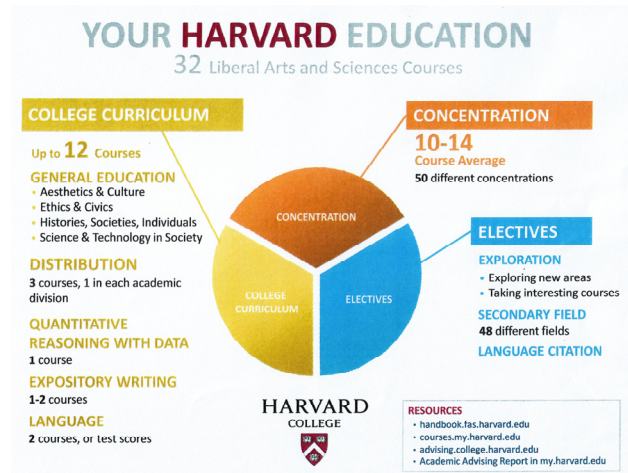 YOUR HARVARD EDUCATION
32 Liberal Arts and Sciences Courses
COLLEGE CURRICULUM
Up to 12 Courses
GENERAL EDUCATION
• Aesthetics & Culture
• Ethics & Civics
• Histories, Societies, Individuals
• Science & Technology in Society
DISTRIBUTION
3 courses, 1 in each academic
division
QUANTITATIVE
REASONING WITH DATA
1 course
EXPOSITORY WRITING
1-2 courses
LANGUAGE
2 courses, or test scores
CONCENTRATION
10-14
Course Average
50 different concentrations
CONCENTRATION
COLLEGE
CURRICULUM
ELECTIVES
ELECTIVES
EXPLORATION
• Exploring new areas
• Taking interesting courses
SECONDARY FIELD
48 different fields
LANGUAGE CITATION
HARVARD
COLLEGE
RESOURCES
• handbook.fas.harvard.edu
• courses.my.harvard.edu
• advising.college.harvard.edu
• Academic Advising Report in my.harvard.edu